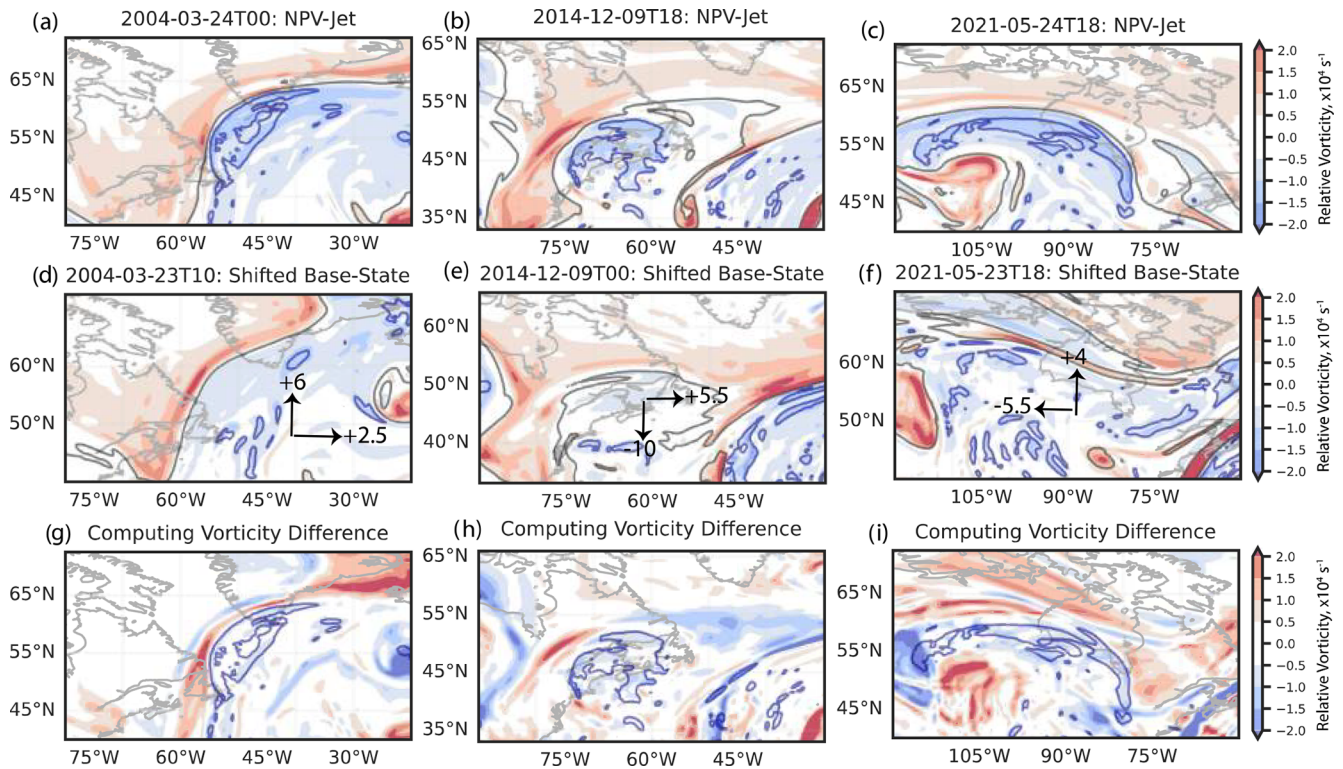 (a) 2004-03-24T00: NPV-Jet
65°N
55°N
45°N
75°W 60°W 45°W 30°W
(b) 2014-12-09T18: NPV-Jet
65°N
55°N
45°N
35°N
75°W 60°W 45°W
(c) 2021-05-24T18: NPV-Jet
65°N
55°N
45°N
105°W 90°W 75°W
2.0
1.5
1.0
0.5
0.0
−0.5
−1.0
−1.5
−2.0
Relative Vorticity, x10⁴ s⁻¹
(d) 2004-03-23T10: Shifted Base-State
60°N
50°N
+6
+2.5
75°W 60°W 45°W 30°W
(e) 2014-12-09T00: Shifted Base-State
60°N
50°N
40°N
+5.5
-10
75°W 60°W 45°W
(f) 2021-05-23T18: Shifted Base-State
60°N
50°N
+4
-5.5
105°W 90°W 75°W
2.0
1.5
1.0
0.5
0.0
−0.5
−1.0
−1.5
−2.0
Relative Vorticity, x10⁴ s⁻¹
(g) Computing Vorticity Difference
65°N
55°N
45°N
75°W 60°W 45°W 30°W
(h) Computing Vorticity Difference
65°N
55°N
45°N
35°N
75°W 60°W 45°W
(i) Computing Vorticity Difference
65°N
55°N
45°N
105°W 90°W 75°W
2.0
1.5
1.0
0.5
0.0
−0.5
−1.0
−1.5
−2.0
Relative Vorticity, x10⁴ s⁻¹